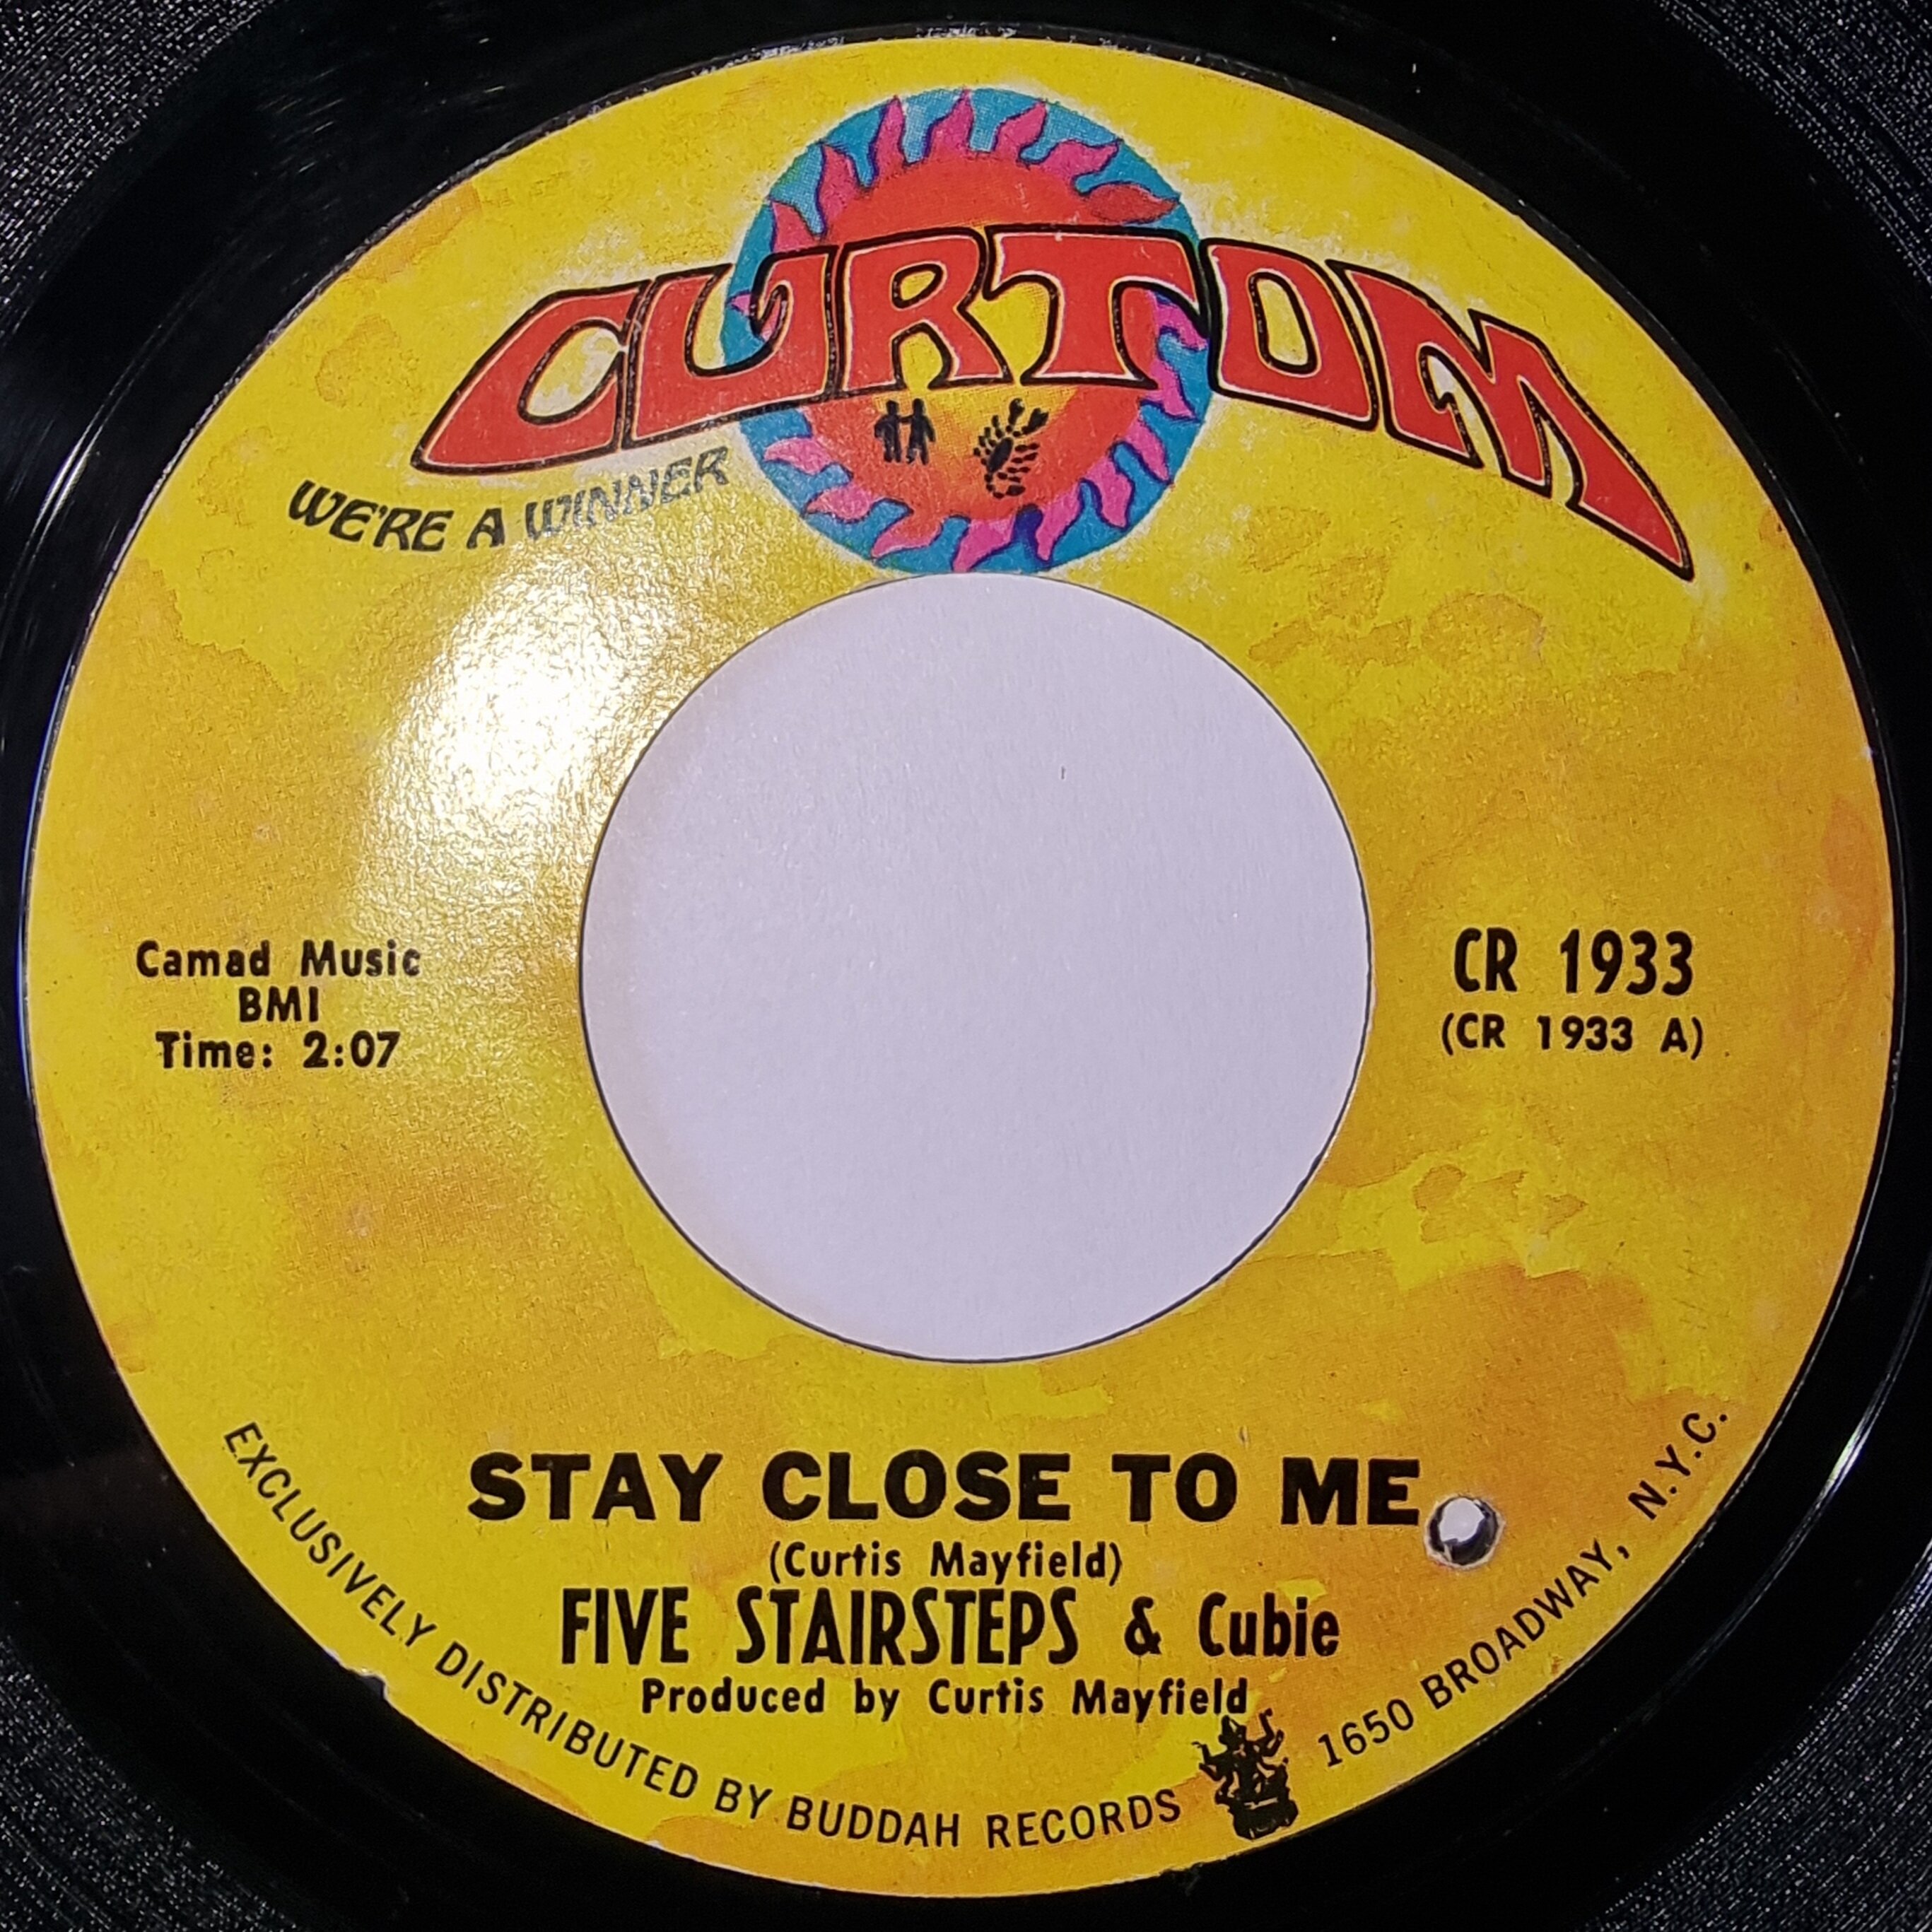 CURTOM
WE'RE A WINNER
Camad Music
BMI
Time: 2:07
CR 1933
(CR 1933 A)
STAY CLOSE TO ME
(Curtis Mayfield)
FIVE STAIRSTEPS & Cubie
Produced by Curtis Mayfield
EXCLUSIVELY DISTRIBUTED BY BUDDAH RECORDS 1650 BROADWAY, N.Y.C.